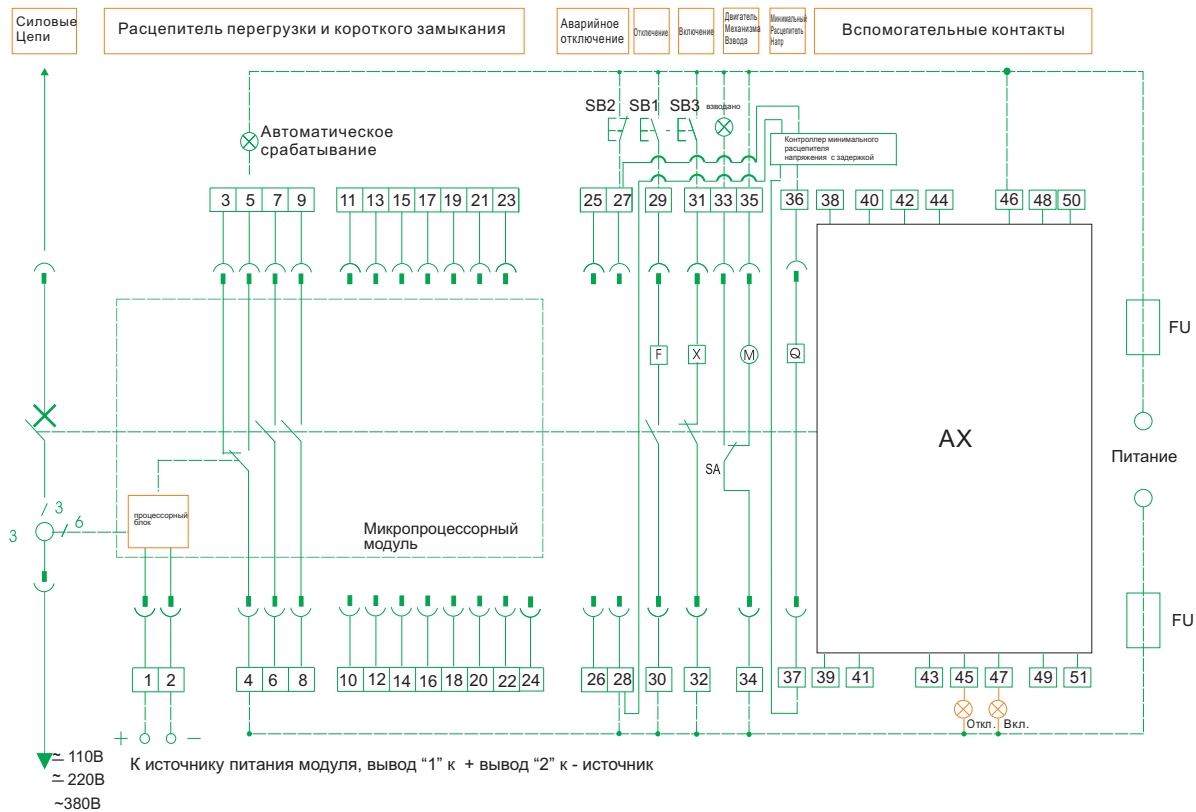 Силовые
Цепи
Расцепитель перегрузки и короткого замыкания
Аварийное
отключение
Отключение
Включение
Двигатель
Механизма
Взвода
Минимальный
Расцепитель
Напр
Вспомогательные контакты
SB2 SB1 SB3 взводано
Автоматическое
срабатывание
Контроллер минимального
расцепителя
напряжения с задержкой
3 5 7 9 11 13 15 17 19 21 23 25 27 29 31 33 35 36 38 40 42 44 46 48 50
FU
F X M Q
AX
SA
Питание
3
3 6
процессорный
блок
Микропроцессорный
модуль
FU
1 2 4 6 8 10 12 14 16 18 20 22 24 26 28 30 32 34 37 39 41 43 45 47 49 51
Откл. Вкл.
+ −
≃ 110В
К источнику питания модуля, вывод “1” к + вывод “2” к - источник
≃ 220В
~380В